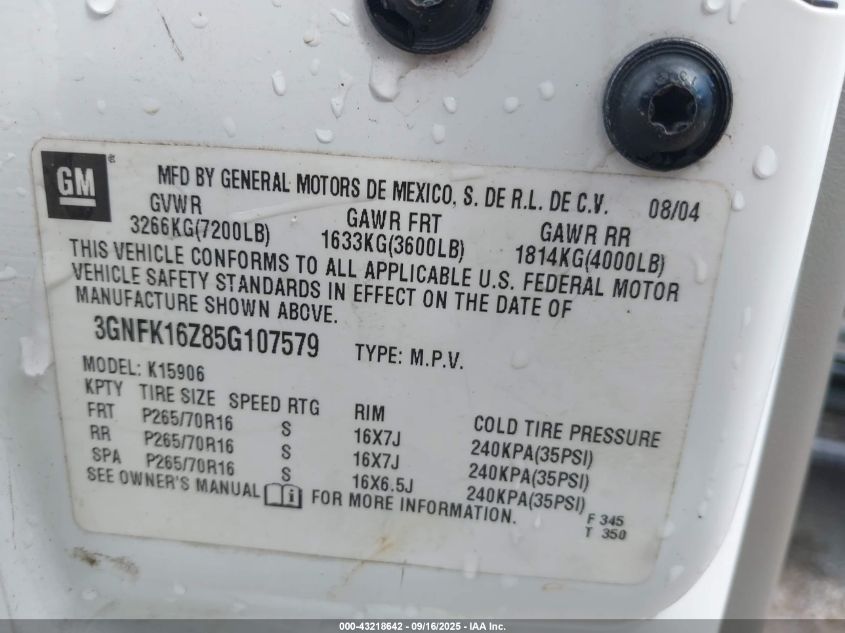 GM ®
MFD BY GENERAL MOTORS DE MEXICO, S. DE R.L. DE C.V. 08/04
GVWR GAWR FRT GAWR RR
3266KG(7200LB) 1633KG(3600LB) 1814KG(4000LB)
THIS VEHICLE CONFORMS TO ALL APPLICABLE U.S. FEDERAL MOTOR
VEHICLE SAFETY STANDARDS IN EFFECT ON THE DATE OF
MANUFACTURE SHOWN ABOVE.
3GNFK16Z85G107579 TYPE: M.P.V.
MODEL: K15906
KPTY TIRE SIZE SPEED RTG RIM COLD TIRE PRESSURE
FRT P265/70R16 S 16X7J 240KPA(35PSI)
RR P265/70R16 S 16X7J 240KPA(35PSI)
SPA P265/70R16 S 16X6.5J 240KPA(35PSI)
SEE OWNER'S MANUAL FOR MORE INFORMATION.
F 345
T 350
000-43218642 - 09/16/2025 - IAA Inc.